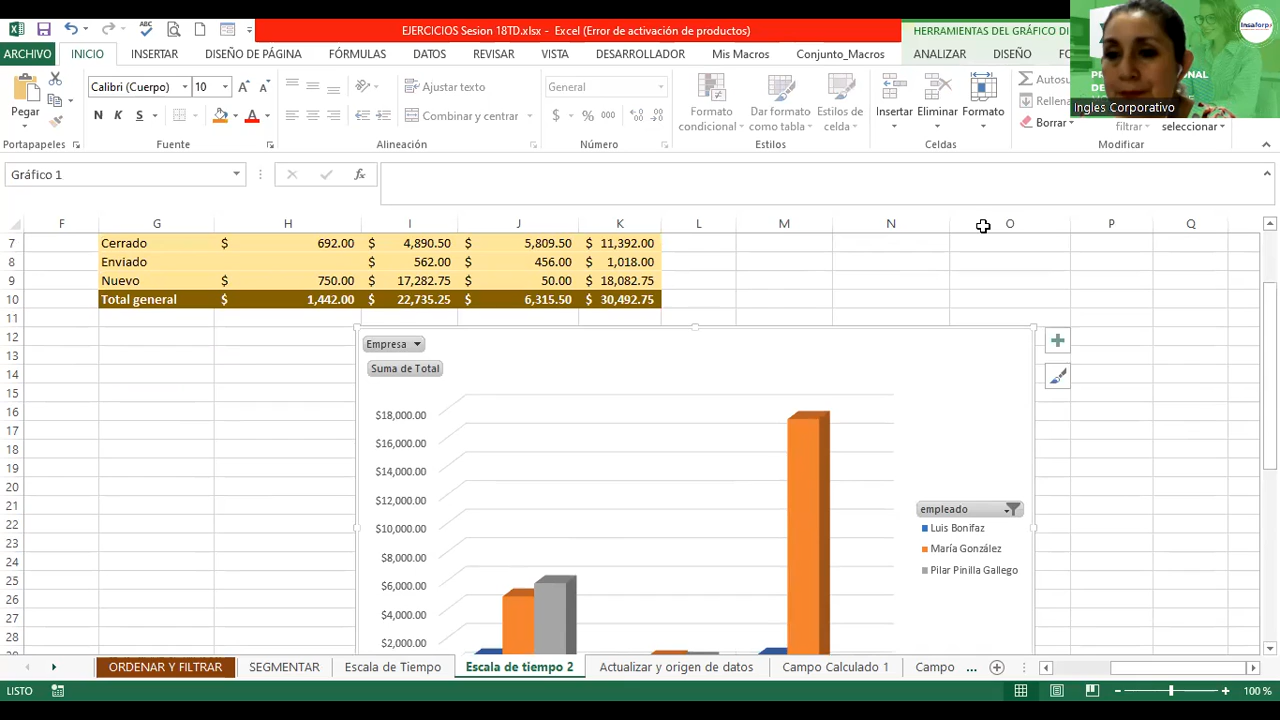 EJERCICIOS Sesion 18TD.xlsx - Excel (Error de activación de productos)
HERRAMIENTAS DEL GRÁFICO DI
ARCHIVO INICIO INSERTAR DISEÑO DE PÁGINA FÓRMULAS DATOS REVISAR VISTA DESARROLLADOR Mis Macros Conjunto_Macros ANALIZAR DISEÑO FO
Insaforp
Ingles Corporativo
Pegar
Calibri (Cuerpo) 10
N K S
Ajustar texto
Combinar y centrar
General
$ % 000
Formato condicional
Dar formato como tabla
Estilos de celda
Insertar Eliminar Formato
Autosu
Rellena
Borrar
filtrar seleccionar
Portapapeles Fuente Alineación Número Estilos Celdas Modificar
Gráfico 1
fx
F G H I J K L M N O P Q
7 Cerrado $ 692.00 $ 4,890.50 $ 5,809.50 $ 11,392.00
8 Enviado $ 562.00 $ 456.00 $ 1,018.00
9 Nuevo $ 750.00 $ 17,282.75 $ 50.00 $ 18,082.75
10 Total general $ 1,442.00 $ 22,735.25 $ 6,315.50 $ 30,492.75
11
12
13
14
15
16
17
18
19
20
21
22
23
24
25
26
27
28
Empresa
Suma de Total
$18,000.00
$16,000.00
$14,000.00
$12,000.00
$10,000.00
$8,000.00
$6,000.00
$4,000.00
$2,000.00
empleado
Luis Bonifaz
María González
Pilar Pinilla Gallego
ORDENAR Y FILTRAR SEGMENTAR Escala de Tiempo Escala de tiempo 2 Actualizar y origen de datos Campo Calculado 1 Campo ...
LISTO
100 %